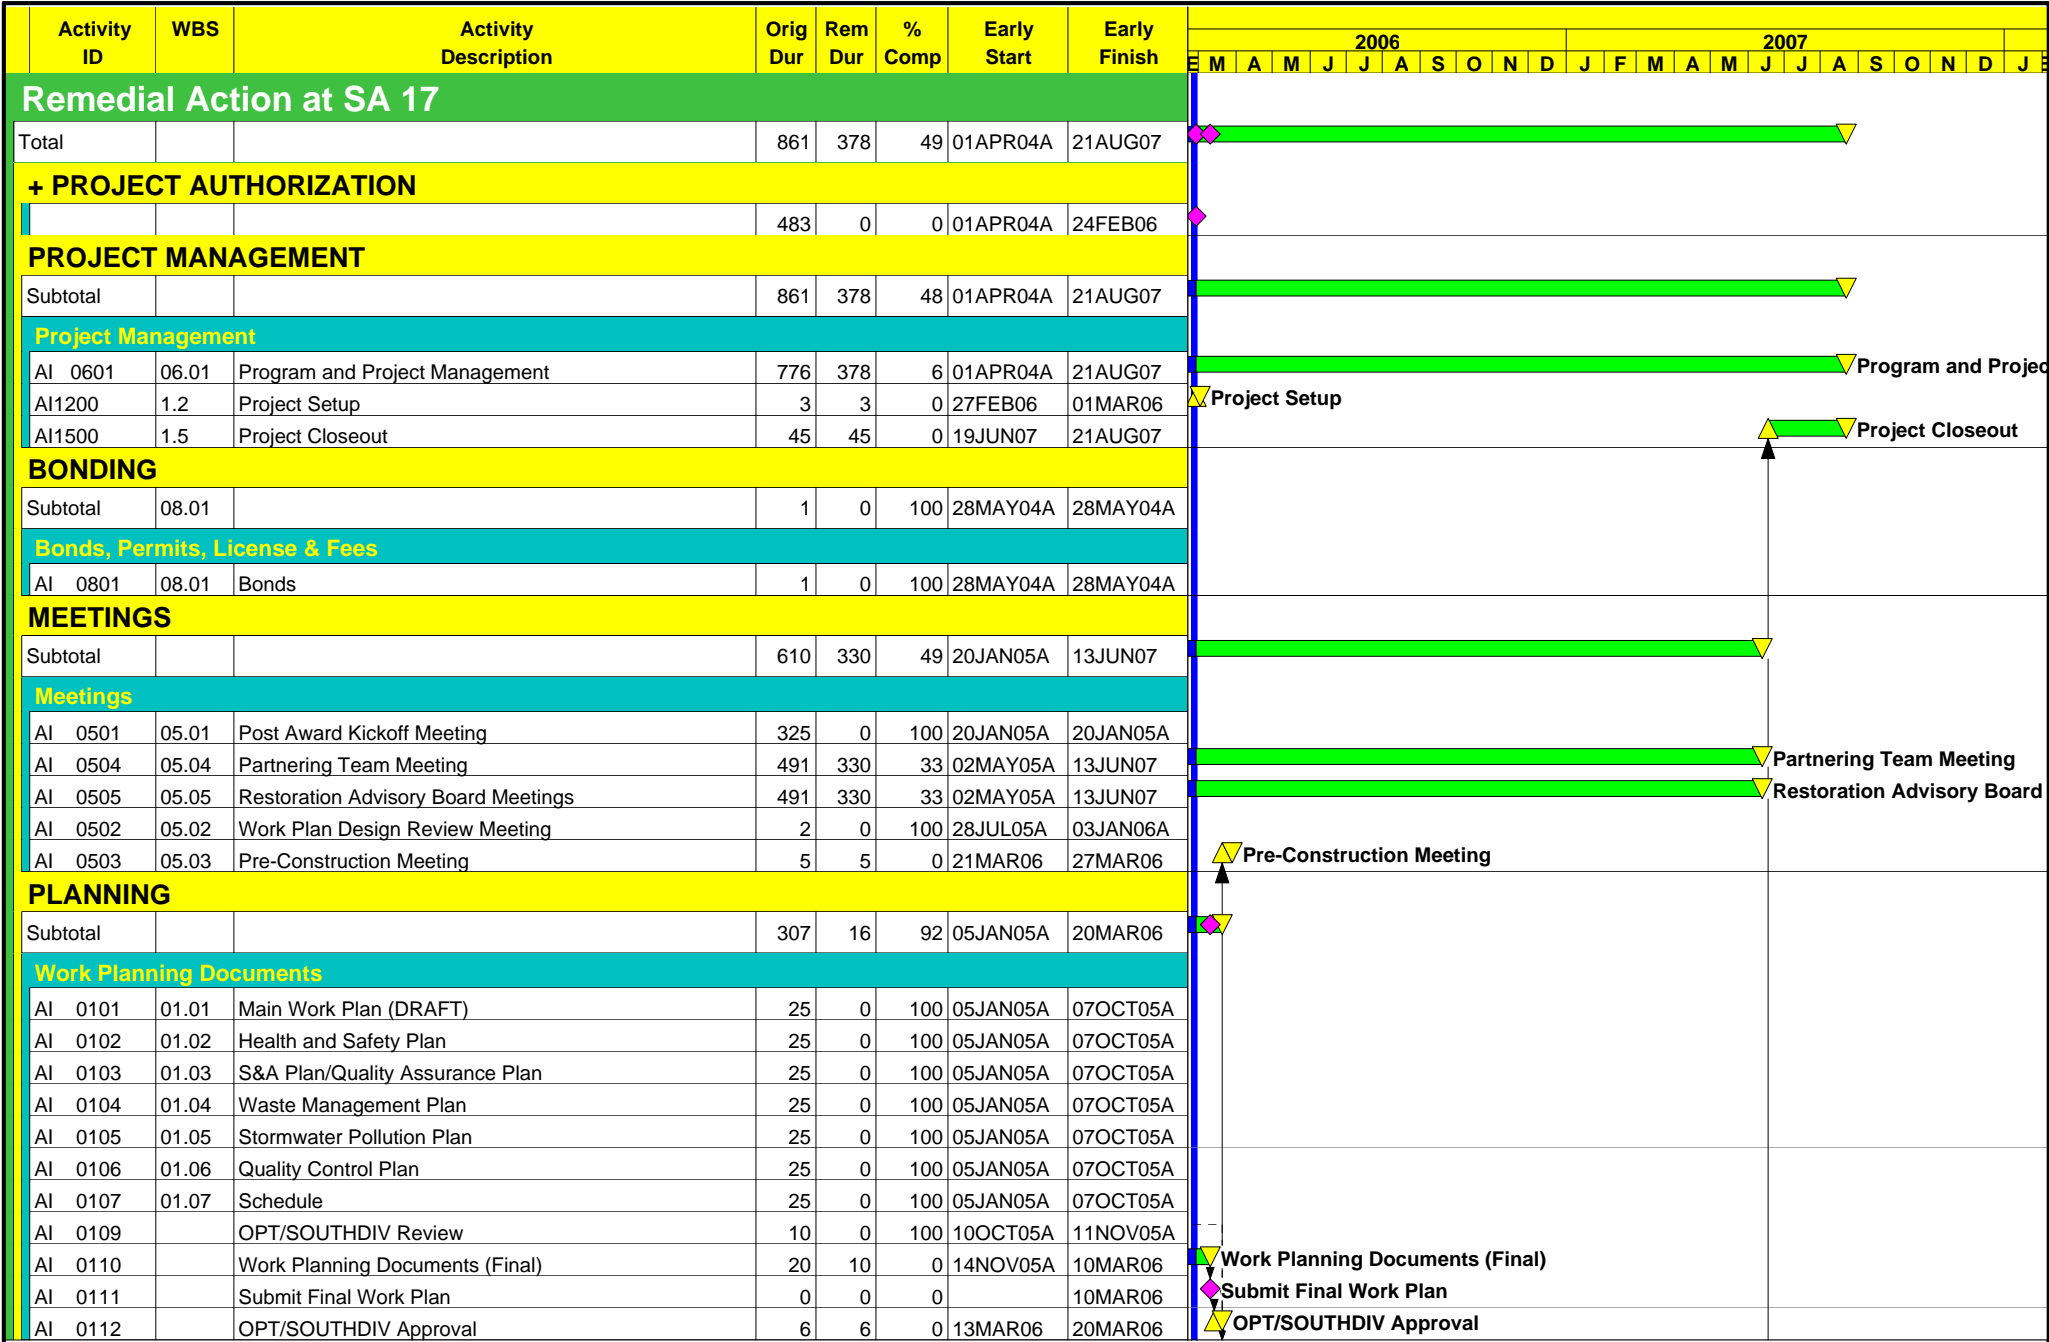 Activity ID WBS Activity Description Orig Dur Rem Dur % Comp Early Start Early Finish
2006 2007
E M A M J J A S O N D J F M A M J J A S O N D J
Remedial Action at SA 17
Total 861 378 49 01APR04A 21AUG07
+ PROJECT AUTHORIZATION
483 0 0 01APR04A 24FEB06
PROJECT MANAGEMENT
Subtotal 861 378 48 01APR04A 21AUG07
Project Management
AI 0601 06.01 Program and Project Management 776 378 6 01APR04A 21AUG07 Program and Projec
AI1200 1.2 Project Setup 3 3 0 27FEB06 01MAR06 Project Setup
AI1500 1.5 Project Closeout 45 45 0 19JUN07 21AUG07 Project Closeout
BONDING
Subtotal 08.01 1 0 100 28MAY04A 28MAY04A
Bonds, Permits, License & Fees
AI 0801 08.01 Bonds 1 0 100 28MAY04A 28MAY04A
MEETINGS
Subtotal 610 330 49 20JAN05A 13JUN07
Meetings
AI 0501 05.01 Post Award Kickoff Meeting 325 0 100 20JAN05A 20JAN05A
AI 0504 05.04 Partnering Team Meeting 491 330 33 02MAY05A 13JUN07 Partnering Team Meeting
AI 0505 05.05 Restoration Advisory Board Meetings 491 330 33 02MAY05A 13JUN07 Restoration Advisory Board
AI 0502 05.02 Work Plan Design Review Meeting 2 0 100 28JUL05A 03JAN06A
AI 0503 05.03 Pre-Construction Meeting 5 5 0 21MAR06 27MAR06 Pre-Construction Meeting
PLANNING
Subtotal 307 16 92 05JAN05A 20MAR06
Work Planning Documents
AI 0101 01.01 Main Work Plan (DRAFT) 25 0 100 05JAN05A 07OCT05A
AI 0102 01.02 Health and Safety Plan 25 0 100 05JAN05A 07OCT05A
AI 0103 01.03 S&A Plan/Quality Assurance Plan 25 0 100 05JAN05A 07OCT05A
AI 0104 01.04 Waste Management Plan 25 0 100 05JAN05A 07OCT05A
AI 0105 01.05 Stormwater Pollution Plan 25 0 100 05JAN05A 07OCT05A
AI 0106 01.06 Quality Control Plan 25 0 100 05JAN05A 07OCT05A
AI 0107 01.07 Schedule 25 0 100 05JAN05A 07OCT05A
AI 0109 OPT/SOUTHDIV Review 10 0 100 10OCT05A 11NOV05A
AI 0110 Work Planning Documents (Final) 20 10 0 14NOV05A 10MAR06 Work Planning Documents (Final)
AI 0111 Submit Final Work Plan 0 0 0 10MAR06 Submit Final Work Plan
AI 0112 OPT/SOUTHDIV Approval 6 6 0 13MAR06 20MAR06 OPT/SOUTHDIV Approval